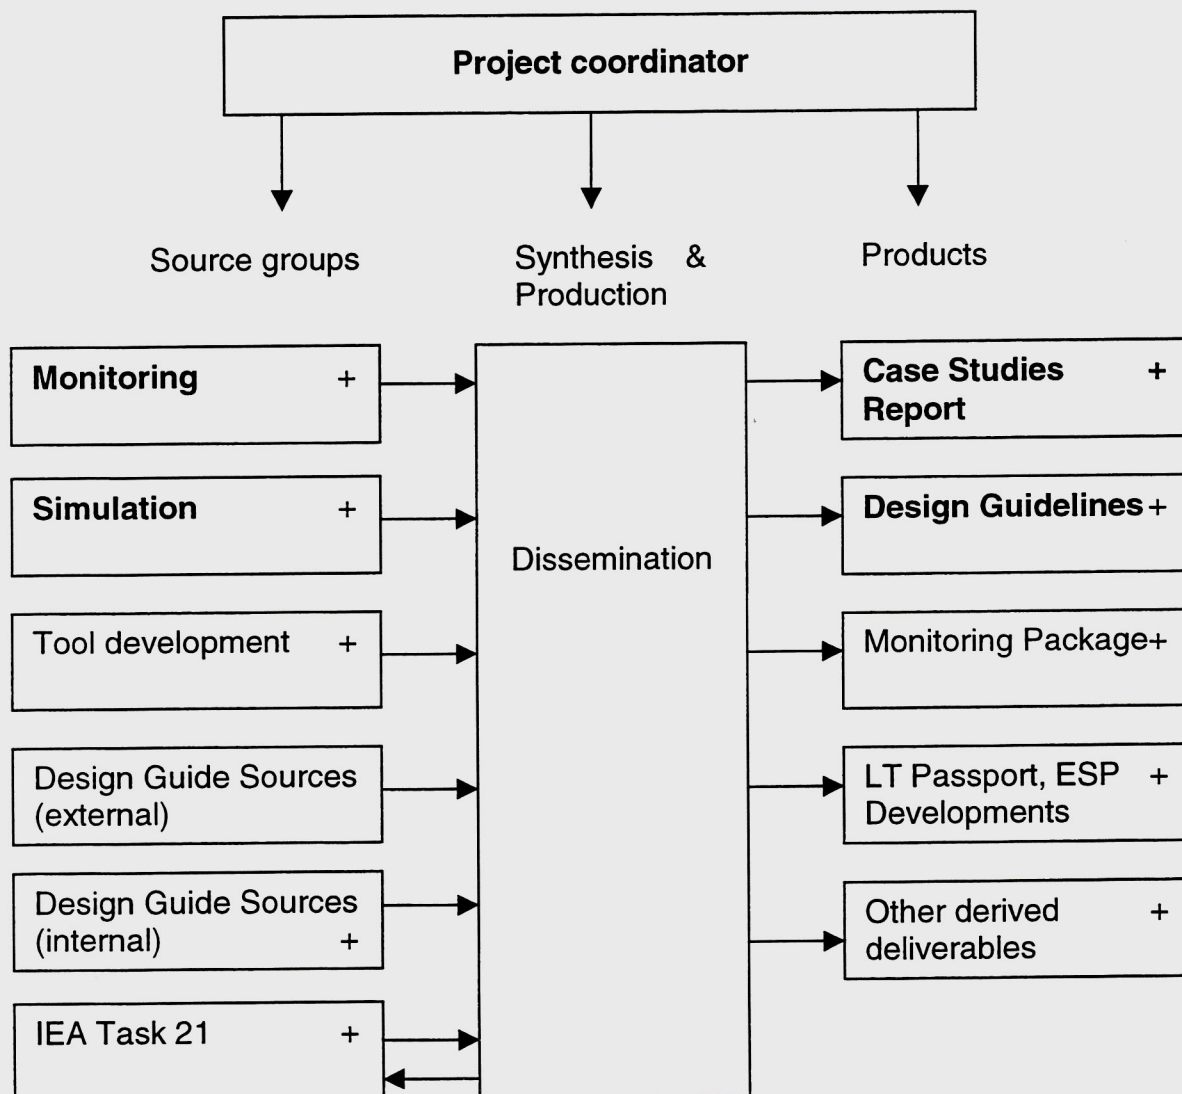 Project coordinator
Source groups
Synthesis &
Production
Products
Monitoring +
Simulation +
Tool development +
Design Guide Sources
(external)
Design Guide Sources
(internal) +
IEA Task 21 +
Dissemination
Case Studies +
Report
Design Guidelines +
Monitoring Package +
LT Passport, ESP +
Developments
Other derived +
deliverables